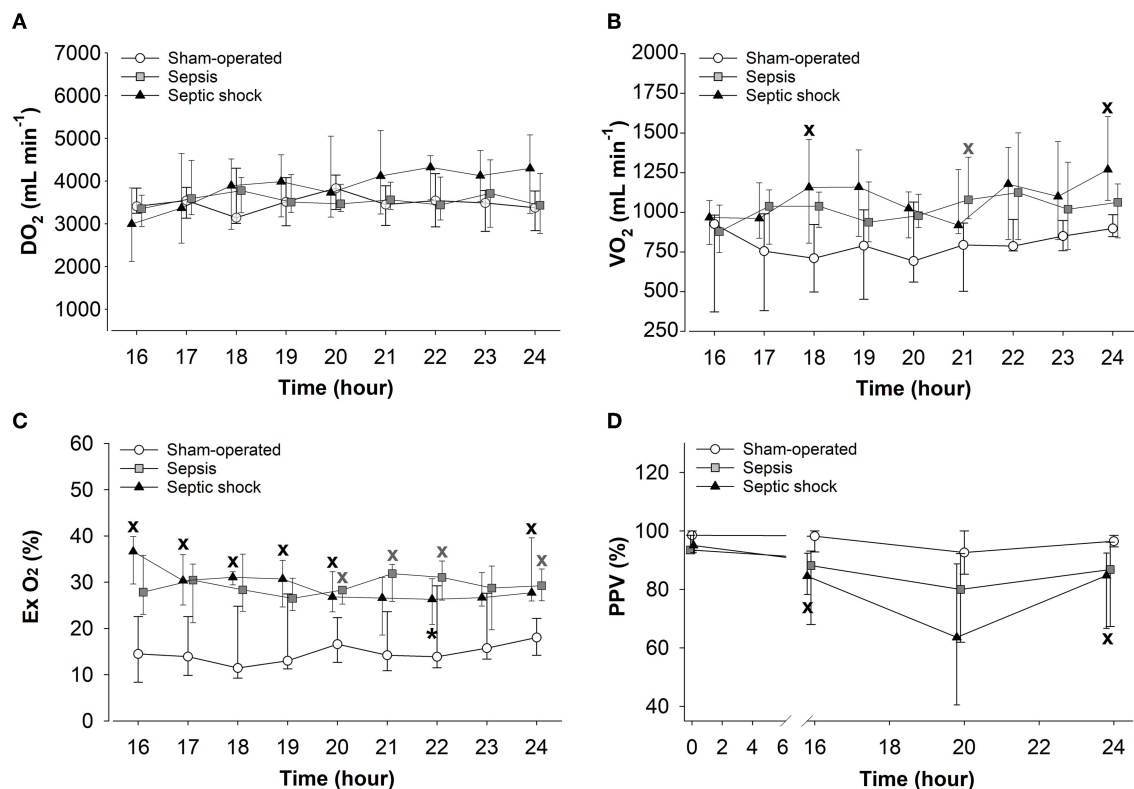 A
7000
6000
5000
4000
3000
2000
1000
DO2 (mL min-1)
Sham-operated
Sepsis
Septic shock
16 17 18 19 20 21 22 23 24
Time (hour)
B
2000
1750
1500
1250
1000
750
500
250
VO2 (mL min-1)
Sham-operated
Sepsis
Septic shock
x x x
16 17 18 19 20 21 22 23 24
Time (hour)
C
60
50
40
30
20
10
0
Ex O2 (%)
Sham-operated
Sepsis
Septic shock
x x x x x x x x x x
*
16 17 18 19 20 21 22 23 24
Time (hour)
D
120
100
80
60
40
PPV (%)
Sham-operated
Sepsis
Septic shock
x x
0 2 4 6 16 18 20 22 24
Time (hour)